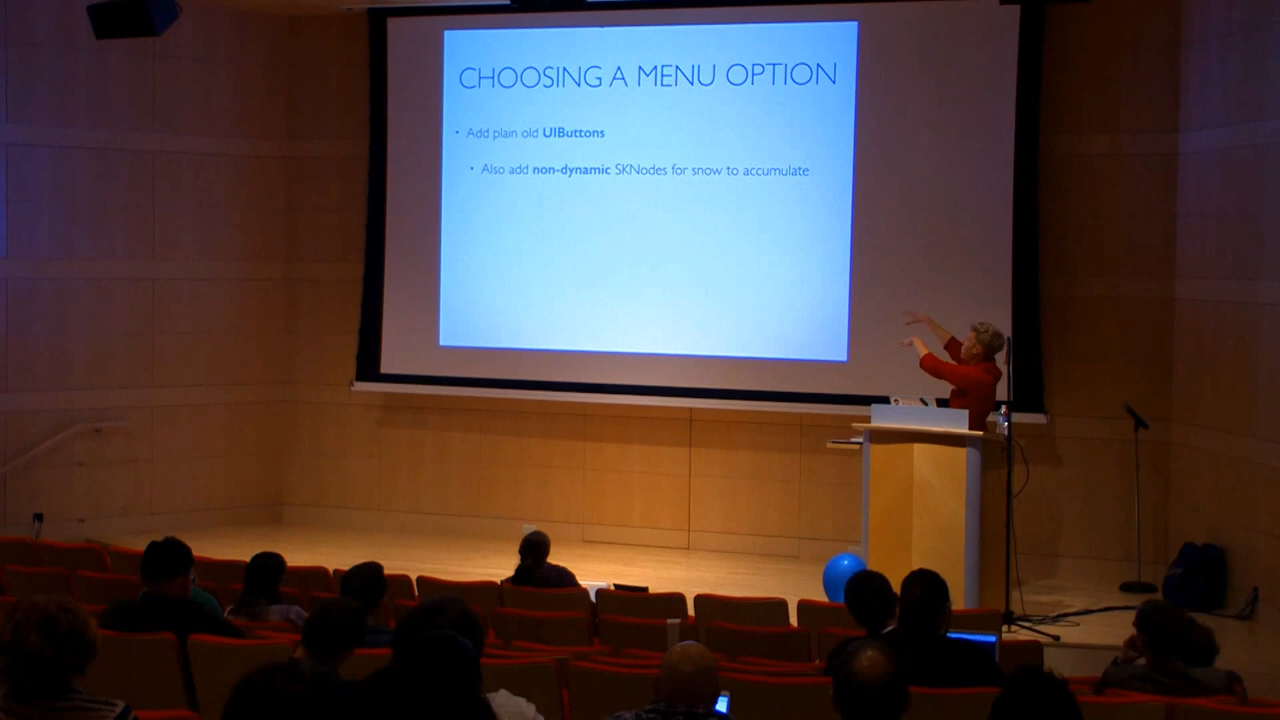 CHOOSING A MENU OPTION
• Add plain old UIButtons
• Also add non-dynamic SKNodes for snow to accumulate